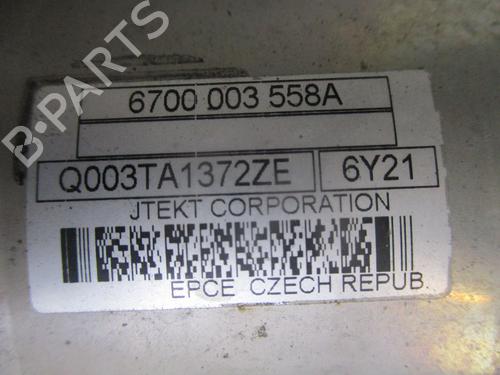 6700 003 558A
Q003TA1372ZE 6Y21
JTEKT CORPORATION
EPCE CZECH REPUB.
B-PARTS